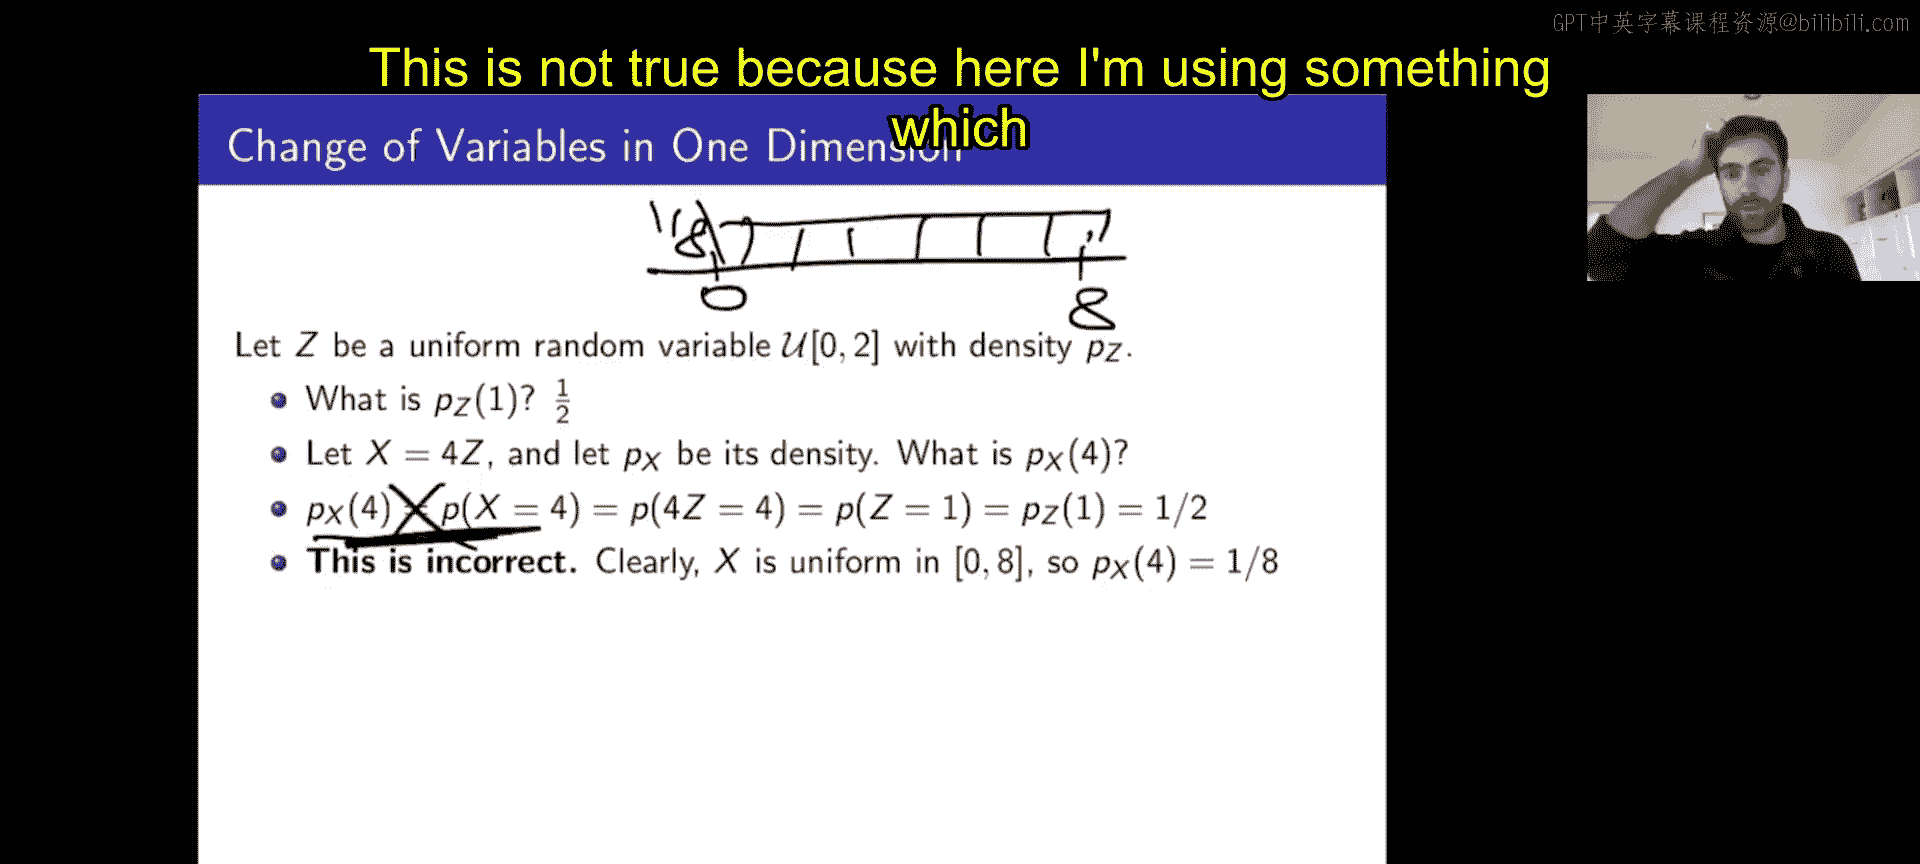 GPT中英字幕课程资源@bilibili.com
This is not true because here I'm using something
which
Change of Variables in One Dimension
1/8
0
8
Let Z be a uniform random variable 𝒰[0, 2] with density p_Z.
• What is p_Z(1)? 1/2
• Let X = 4Z, and let p_X be its density. What is p_X(4)?
• p_X(4) = p(X = 4) = p(4Z = 4) = p(Z = 1) = p_Z(1) = 1/2
• This is incorrect. Clearly, X is uniform in [0, 8], so p_X(4) = 1/8